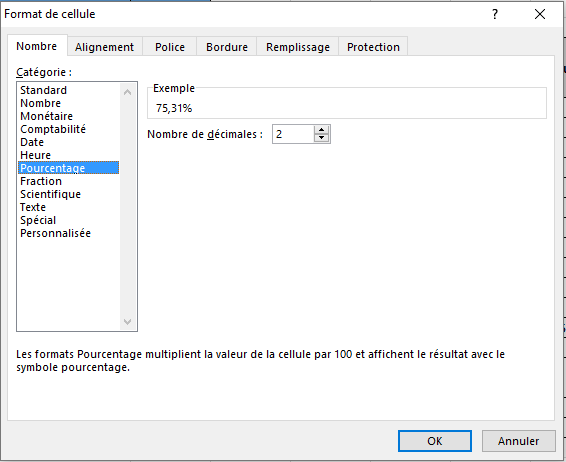 Format de cellule
Nombre Alignement Police Bordure Remplissage Protection
Catégorie :
Standard
Nombre
Monétaire
Comptabilité
Date
Heure
Pourcentage
Fraction
Scientifique
Texte
Spécial
Personnalisée
Exemple
75,31%
Nombre de décimales : 2
Les formats Pourcentage multiplient la valeur de la cellule par 100 et affichent le résultat avec le
symbole pourcentage.
OK Annuler